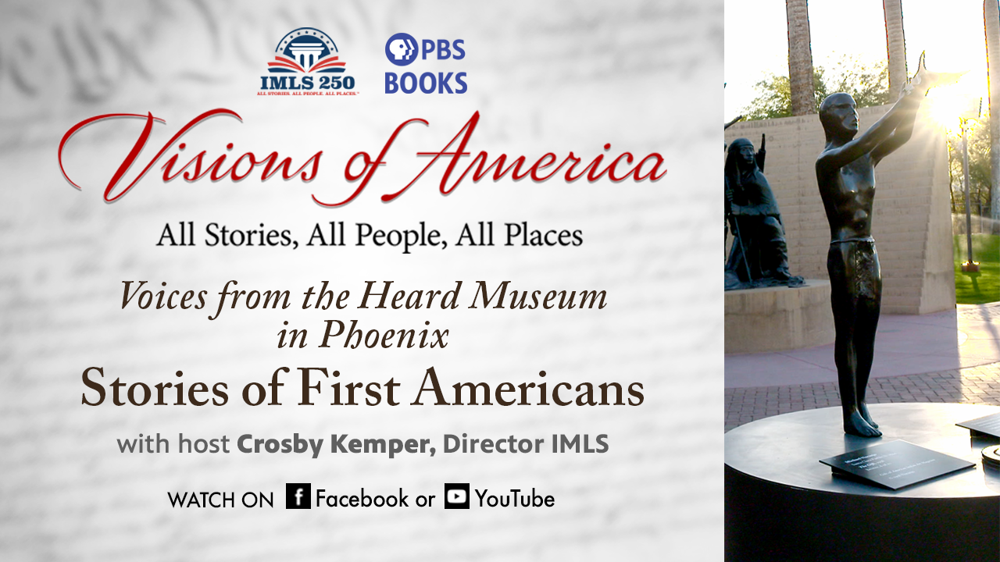 IMLS 250
ALL STORIES. ALL PEOPLE. ALL PLACES.™
PBS
BOOKS
Visions of America
All Stories, All People, All Places
Voices from the Heard Museum
in Phoenix
Stories of First Americans
with host Crosby Kemper, Director IMLS
WATCH ON f Facebook or YouTube